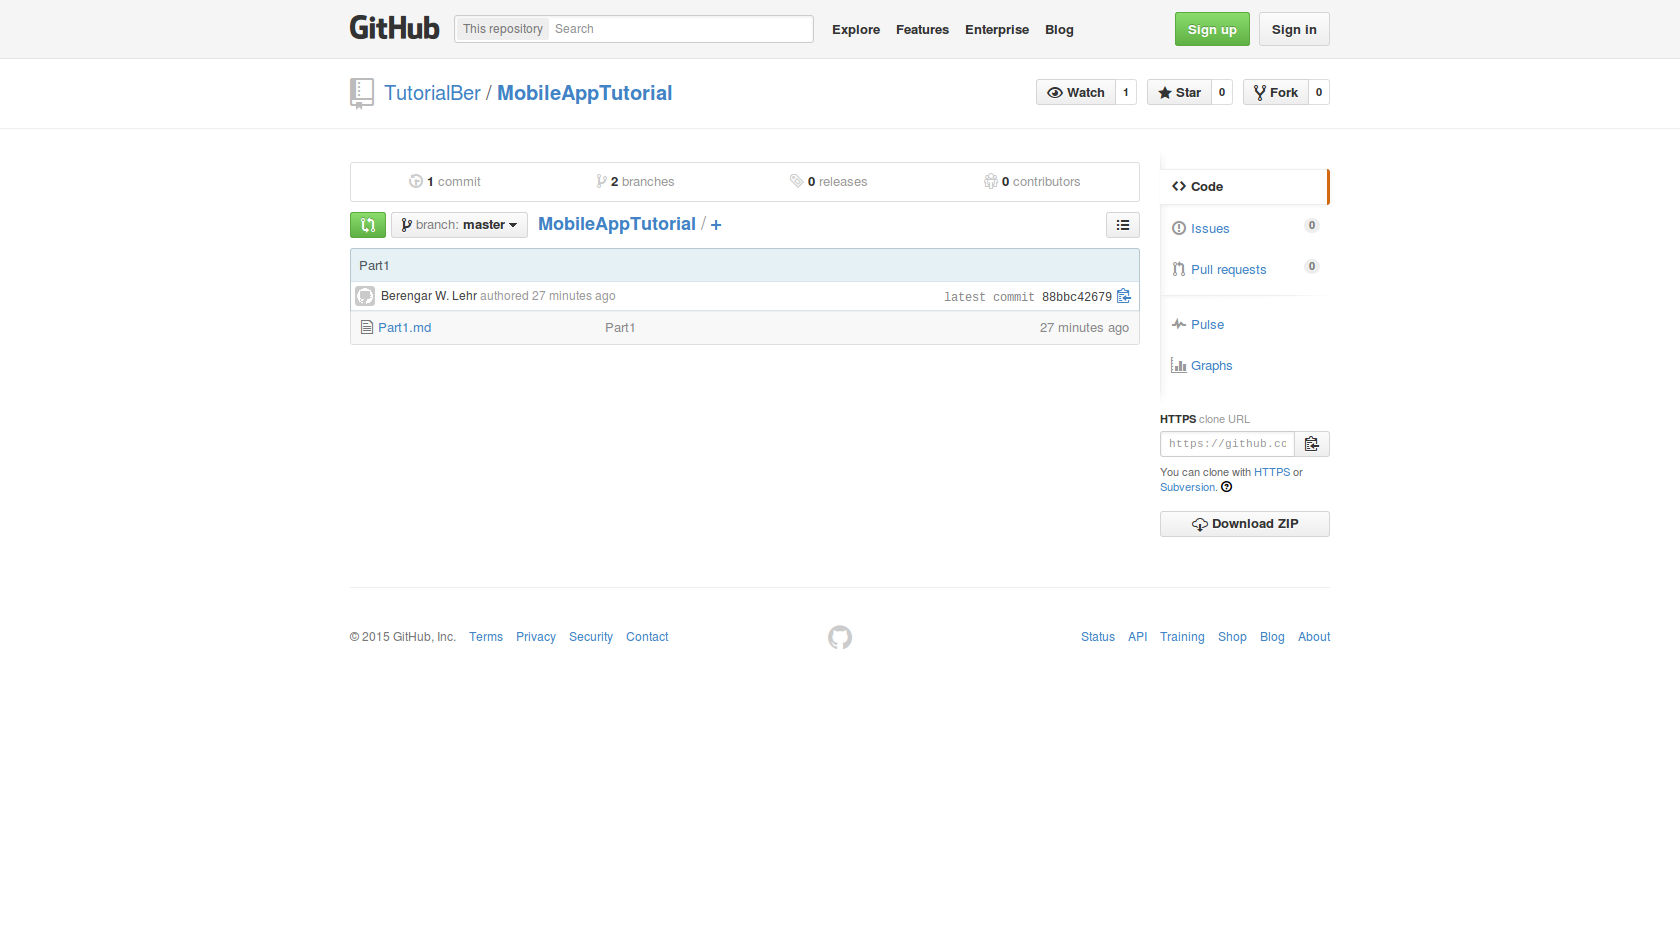 GitHub This repository Search Explore Features Enterprise Blog Sign up Sign in
TutorialBer / MobileAppTutorial Watch 1 Star 0 Fork 0
1 commit 2 branches 0 releases 0 contributors
branch: master MobileAppTutorial / +
Part1
Berengar W. Lehr authored 27 minutes ago latest commit 88bbc42679
Part1.md Part1 27 minutes ago
Code
Issues 0
Pull requests 0
Pulse
Graphs
HTTPS clone URL
https://github.cc
You can clone with HTTPS or
Subversion.
Download ZIP
© 2015 GitHub, Inc. Terms Privacy Security Contact Status API Training Shop Blog About